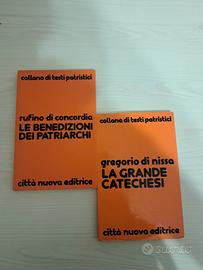 collana di testi patristici
rufino di concordia
LE BENEDIZIONI
DEI PATRIARCHI
città nuova editrice
collana di testi patristici
gregorio di nissa
LA GRANDE
CATECHESI
città nuova editrice
SUBITO